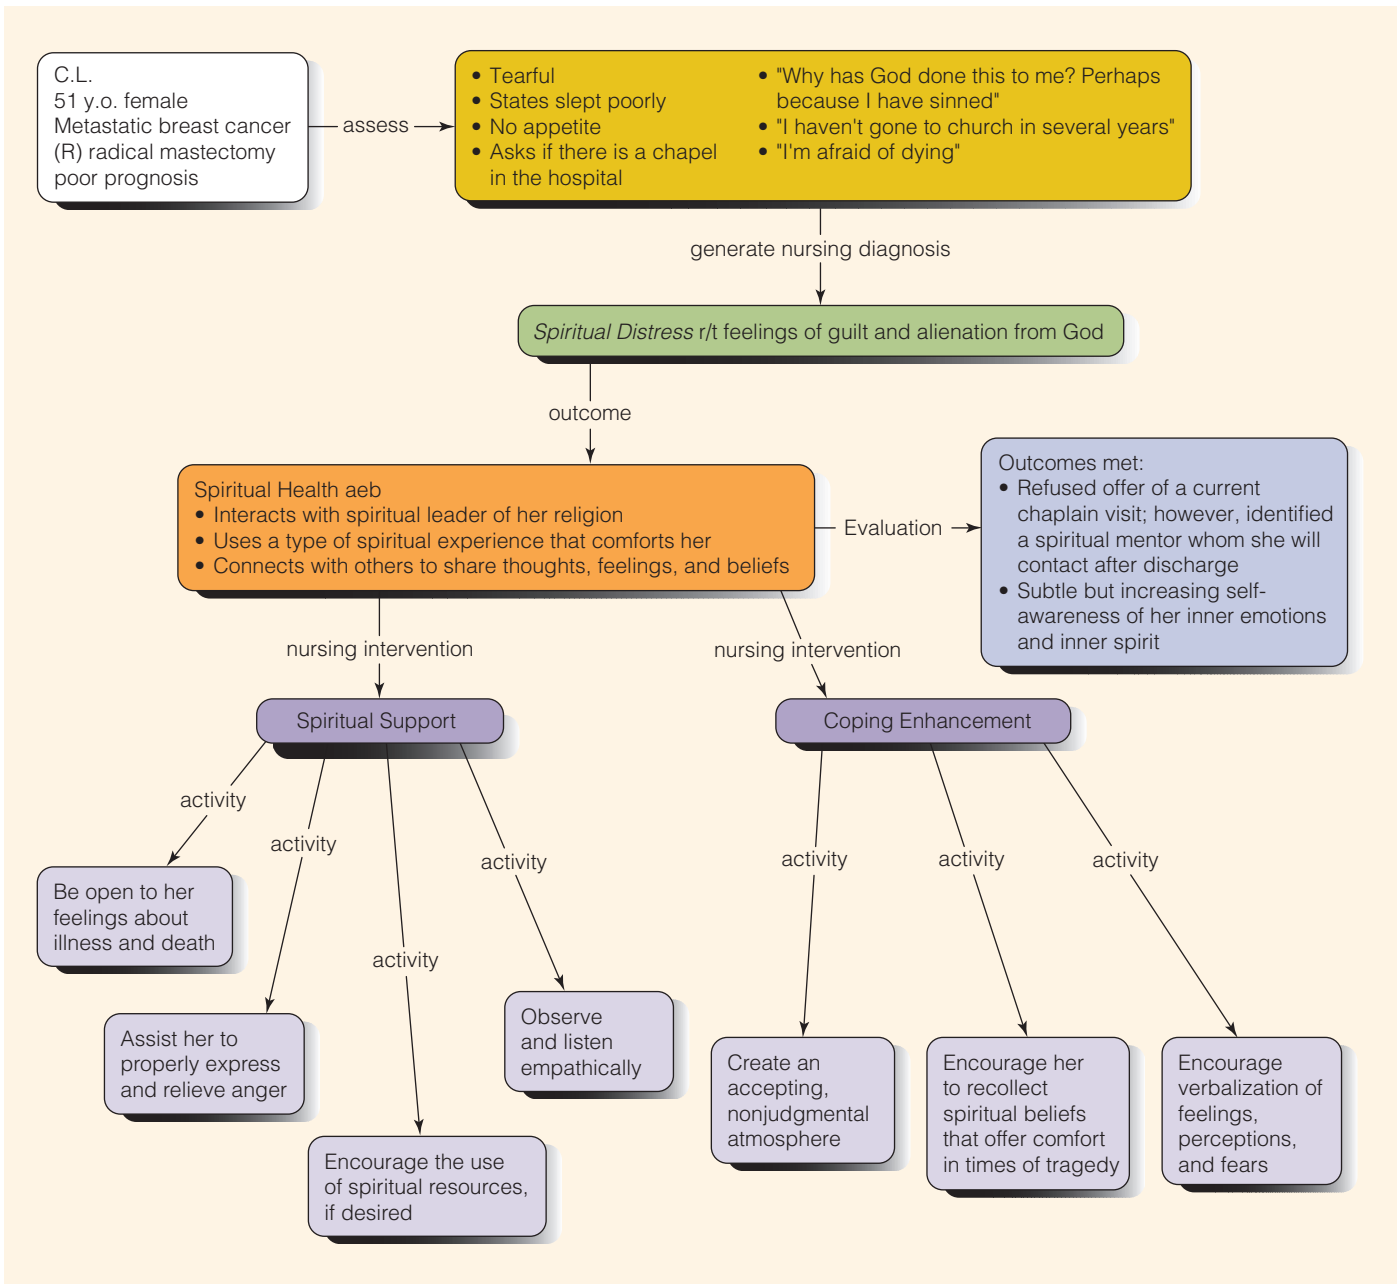 C.L.
51 y.o. female
Metastatic breast cancer
(R) radical mastectomy
poor prognosis
assess
• Tearful
• States slept poorly
• No appetite
• Asks if there is a chapel
in the hospital
• "Why has God done this to me? Perhaps
because I have sinned"
• "I haven't gone to church in several years"
• "I'm afraid of dying"
generate nursing diagnosis
Spiritual Distress r/t feelings of guilt and alienation from God
outcome
Spiritual Health aeb
• Interacts with spiritual leader of her religion
• Uses a type of spiritual experience that comforts her
• Connects with others to share thoughts, feelings, and beliefs
Evaluation
Outcomes met:
• Refused offer of a current
chaplain visit; however, identified
a spiritual mentor whom she will
contact after discharge
• Subtle but increasing self-
awareness of her inner emotions
and inner spirit
nursing intervention
nursing intervention
Spiritual Support
Coping Enhancement
activity
activity
activity
activity
activity
activity
activity
Be open to her
feelings about
illness and death
Assist her to
properly express
and relieve anger
Encourage the use
of spiritual resources,
if desired
Observe
and listen
empathically
Create an
accepting,
nonjudgmental
atmosphere
Encourage her
to recollect
spiritual beliefs
that offer comfort
in times of tragedy
Encourage
verbalization of
feelings,
perceptions,
and fears